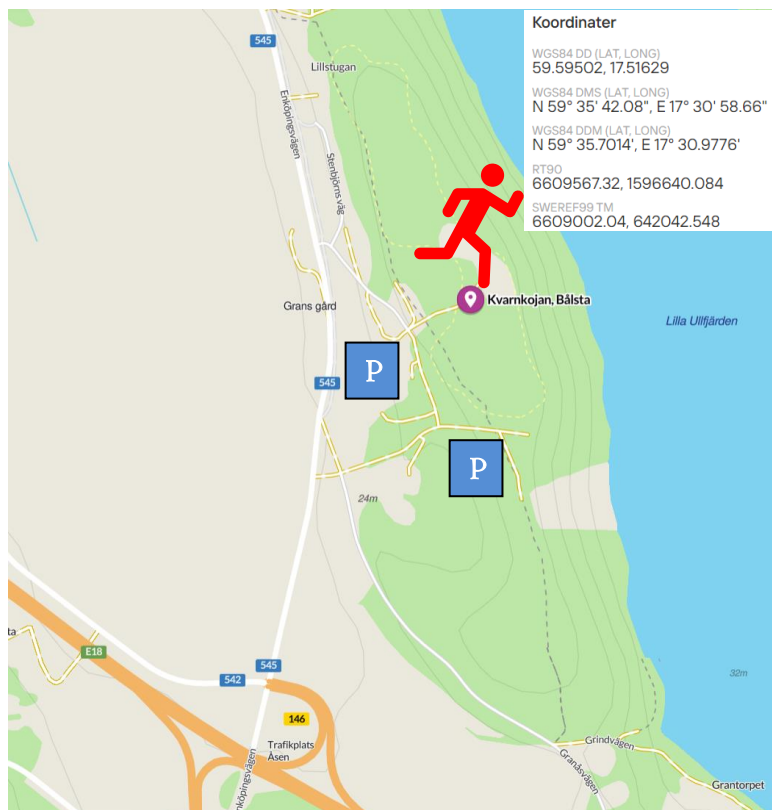 Koordinater
WGS84 DD (LAT, LONG)
59.59502, 17.51629
WGS84 DMS (LAT, LONG)
N 59° 35' 42.08", E 17° 30' 58.66"
WGS84 DDM (LAT, LONG)
N 59° 35.7014', E 17° 30.9776'
RT90
6609567.32, 1596640.084
SWEREF99 TM
6609002.04, 642042.548
545
Lillstugan
Enköpingsvägen
Stenbjörns väg
Kvarnkojan, Bålsta
Grans gård
Lilla Ullfjärden
P
545
P
24m
ta
E18
545
542
32m
146
Trafikplats
Åsen
Enköpingsvägen
Grindvägen
Granåsvägen
Grantorpet